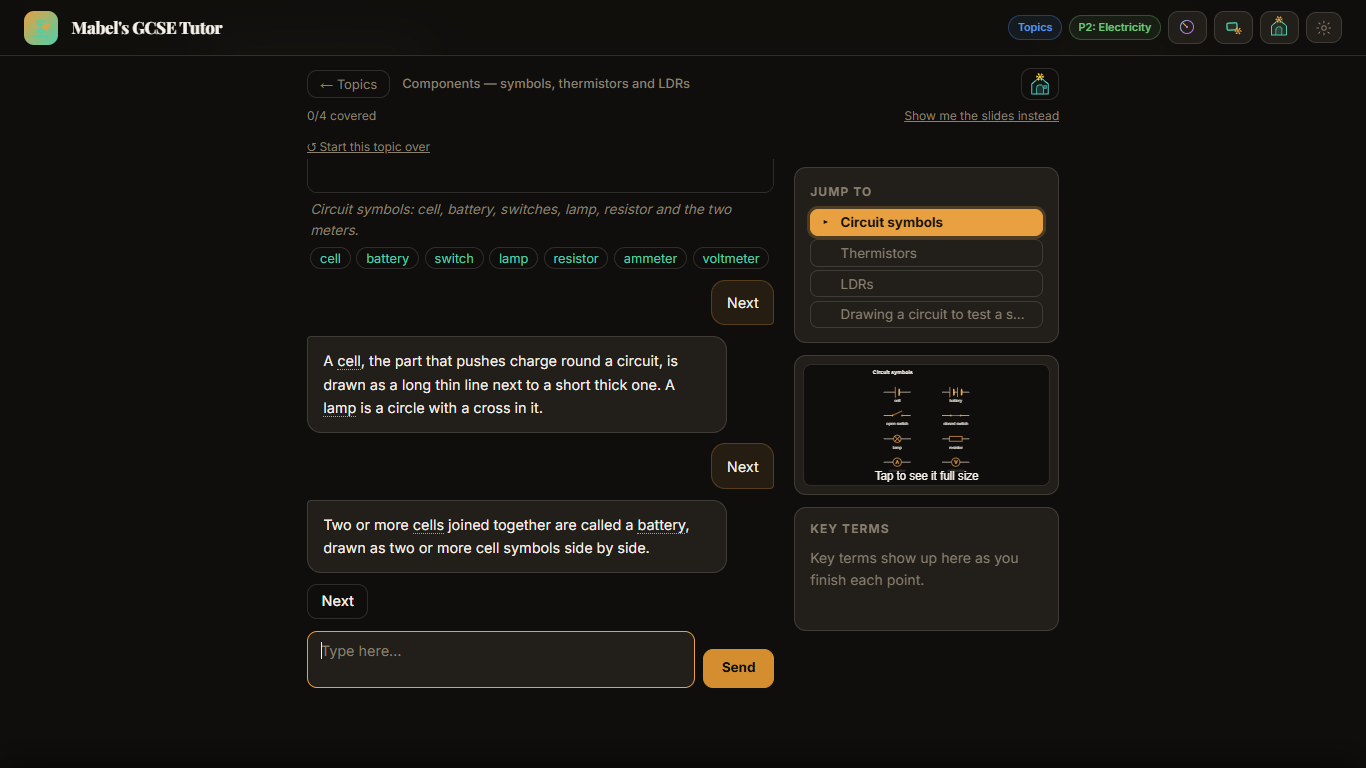 Mabel's GCSE Tutor
Topics
P2: Electricity
← Topics
Components — symbols, thermistors and LDRs
0/4 covered
Show me the slides instead
↺ Start this topic over
Circuit symbols: cell, battery, switches, lamp, resistor and the two
meters.
cell
battery
switch
lamp
resistor
ammeter
voltmeter
Next
A cell, the part that pushes charge round a circuit, is
drawn as a long thin line next to a short thick one. A
lamp is a circle with a cross in it.
Next
Two or more cells joined together are called a battery,
drawn as two or more cell symbols side by side.
Next
Type here...
Send
JUMP TO
Circuit symbols
Thermistors
LDRs
Drawing a circuit to test a s...
Circuit symbols
cell
battery
open switch
closed switch
lamp
resistor
A
V
Tap to see it full size
KEY TERMS
Key terms show up here as you
finish each point.